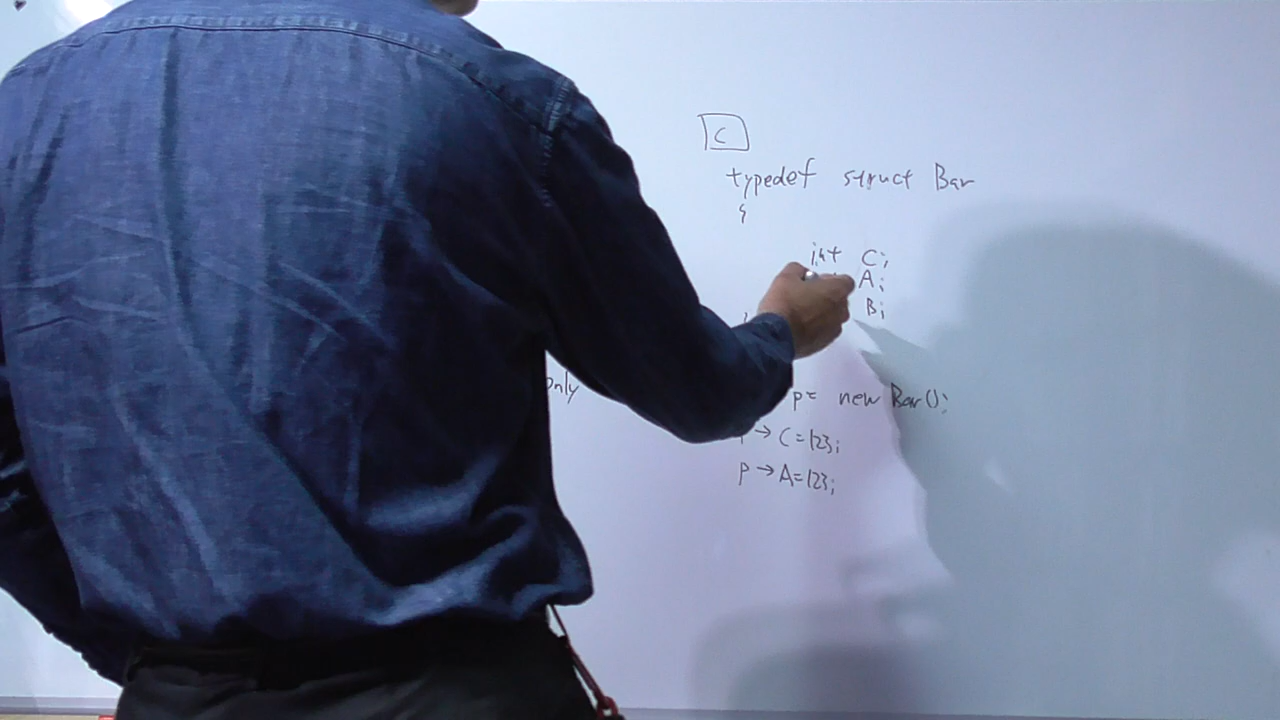 C
typedef struct Bar
{
int C;
A;
B;
only
p= new Bar();
→ C=123;
p → A=123;